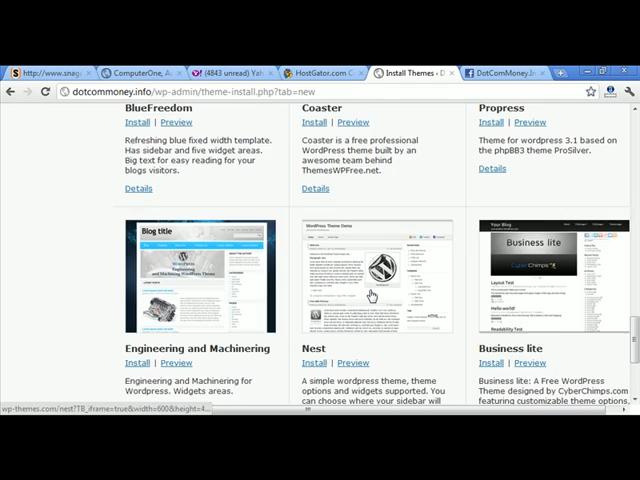 http://www.snag
ComputerOne, A
(4843 unread) Yah
HostGator.com C
Install Themes ‹ D
DotComMoney.In
dotcommoney.info/wp-admin/theme-install.php?tab=new
BlueFreedom
Install | Preview
Refreshing blue fixed width template.
Has sidebar and five widget areas.
Big text for easy reading for your
blogs visitors.
Details
Coaster
Install | Preview
Coaster is a free professional
WordPress theme built by an
awesome team behind
ThemesWPFree.net.
Details
Propress
Install | Preview
Theme for wordpress 3.1 based on
the phpBB3 theme ProSilver.
Details
Blog title
Engineering and
Machinering
WordPress Theme
WordPress Theme Demo
HTML
Your Blog
Business lite
CyberChimps
Layout Test
Hello world!
Readability Test
Engineering and Machinering
Install | Preview
Engineering and Machinering for
Wordpress. Widgets areas.
Nest
Install | Preview
A simple wordpress theme, theme
options and widgets supported. You
can choose where your sidebar will
Business lite
Install | Preview
Business lite: A Free WordPress
Theme designed by CyberChimps.com
featuring customizable theme options,
wp-themes.com/nest?TB_iframe=true&width=600&height=4...